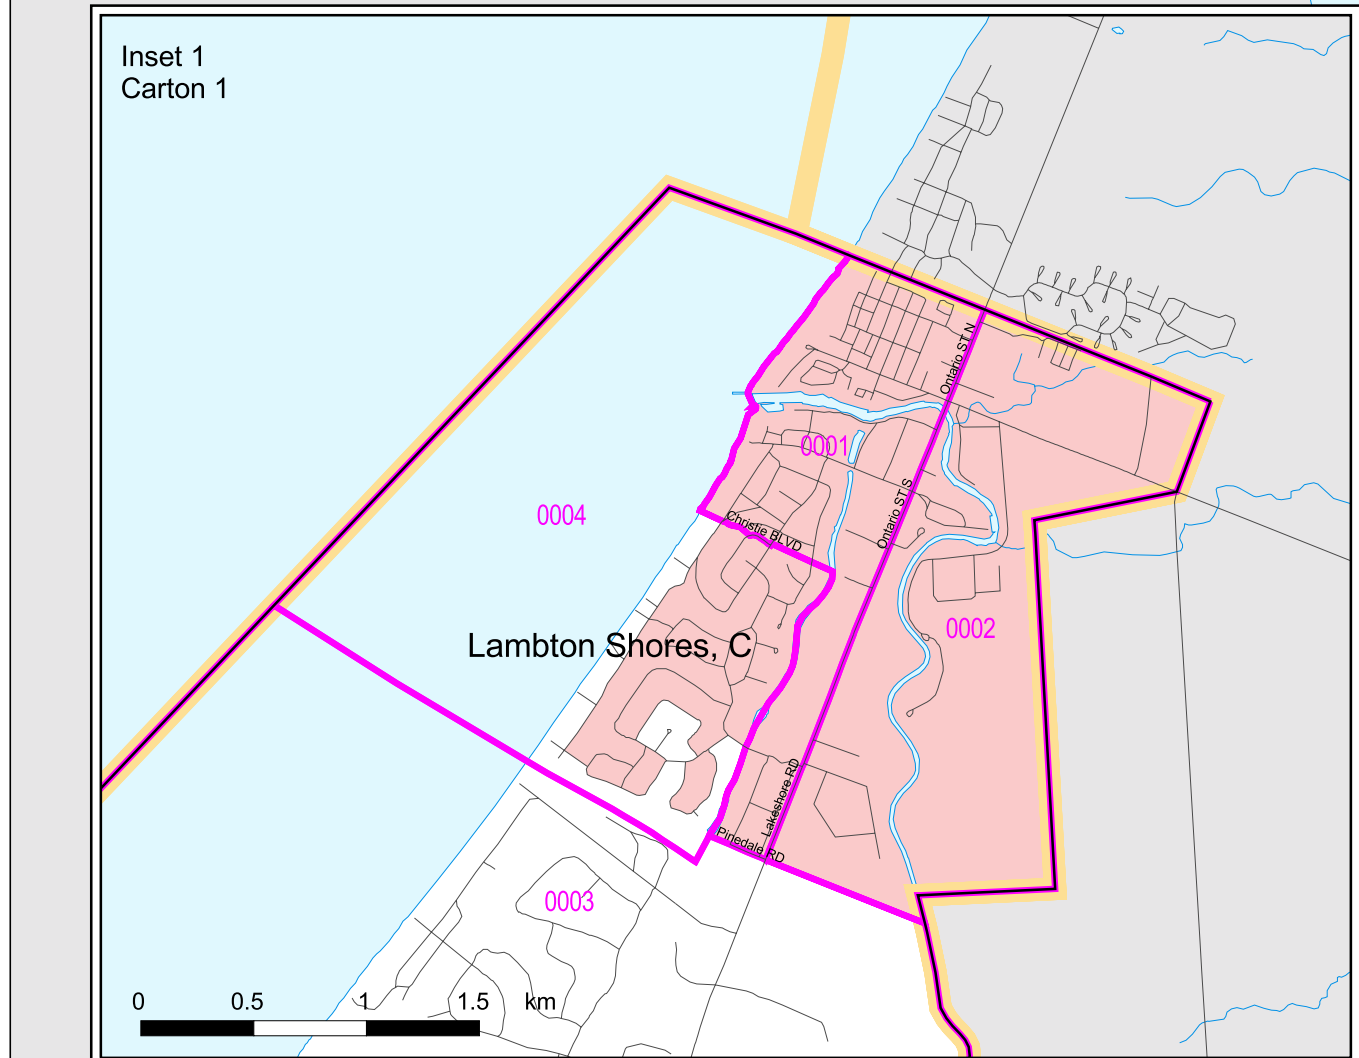 Inset 1
Carton 1
Ontario ST N
0001
0004
Ontario ST S
Christie BLVD
0002
Lambton Shores, C
Lakeshore RD
Pinedale RD
0003
0 0.5 1 1.5 km